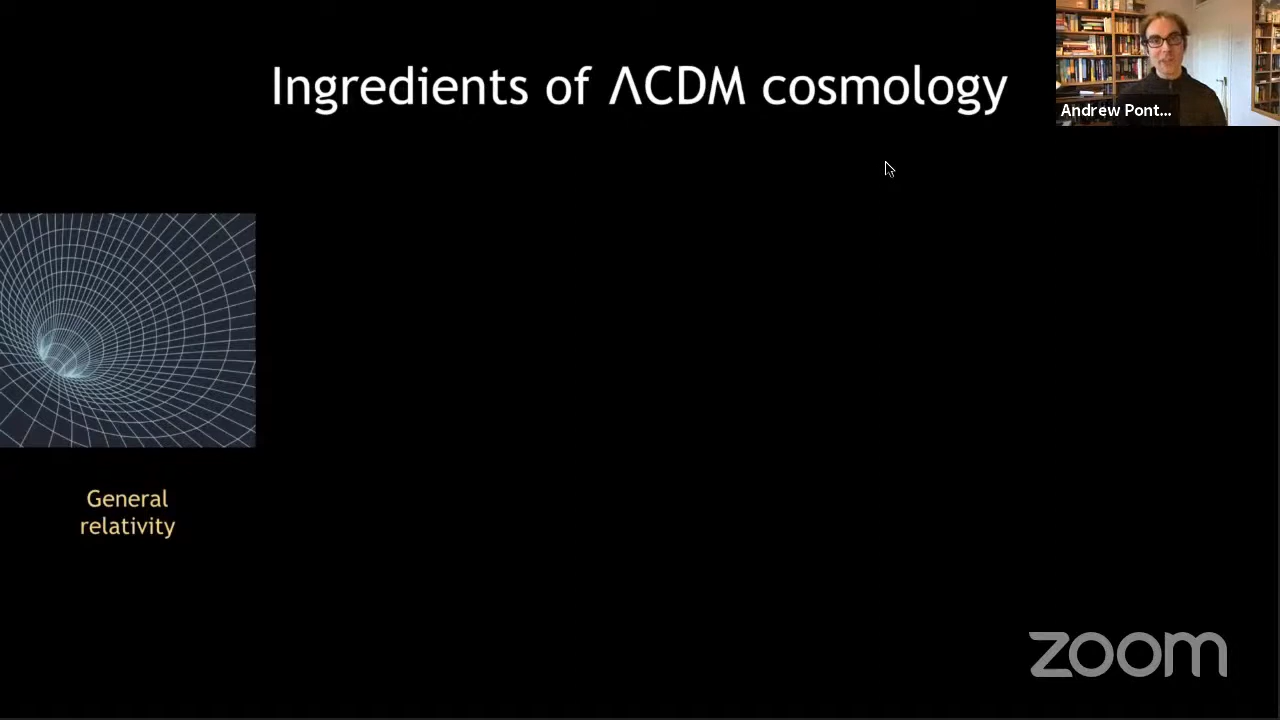 Ingredients of ΛCDM cosmology
Andrew Pont...
General
relativity
zoom